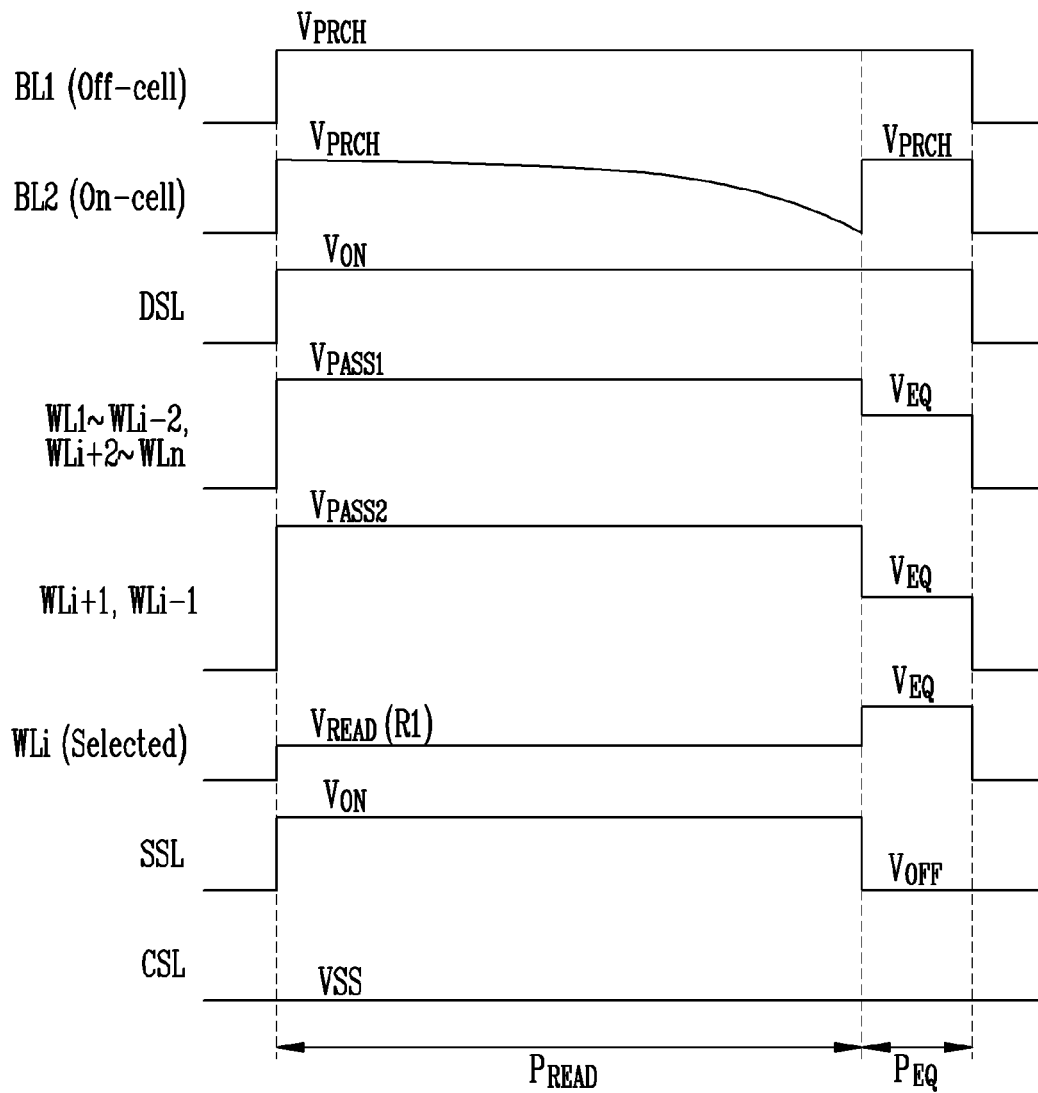 VPRCH
BL1 (Off-cell)
VPRCH
VPRCH
BL2 (On-cell)
VON
DSL
VPASS1
VEQ
WL1~WLi-2,
WLi+2~WLn
VPASS2
VEQ
WLi+1, WLi-1
VEQ
VREAD (R1)
WLi (Selected)
VON
SSL
VOFF
CSL
VSS
PREAD
PEQ